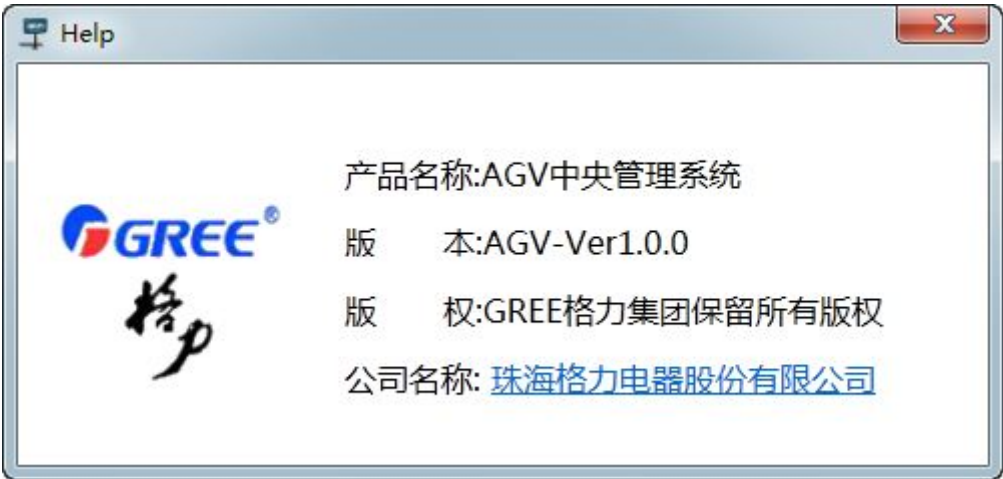 Help
产品名称:AGV中央管理系统
GREE®
版 本:AGV-Ver1.0.0
格力
版 权:GREE格力集团保留所有版权
公司名称: 珠海格力电器股份有限公司